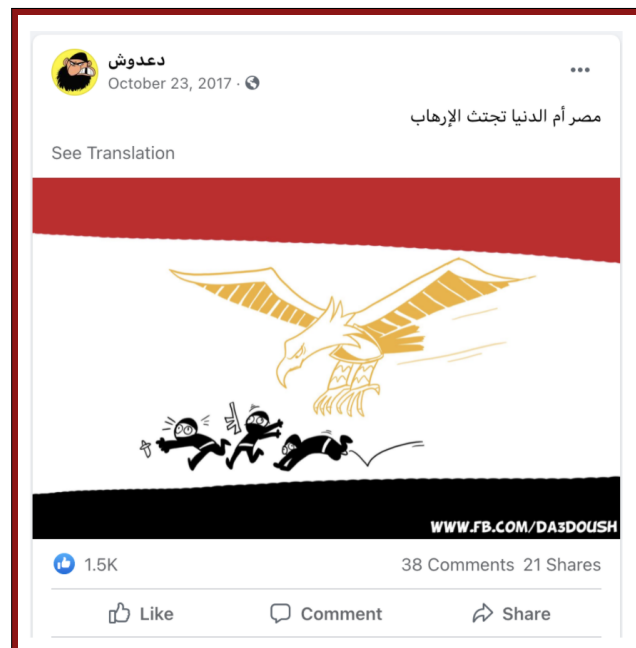 دعدوش
October 23, 2017 ·
مصر أم الدنيا تجتث الإرهاب
See Translation
WWW.FB.COM/DA3DOUSH
1.5K
38 Comments 21 Shares
Like Comment Share